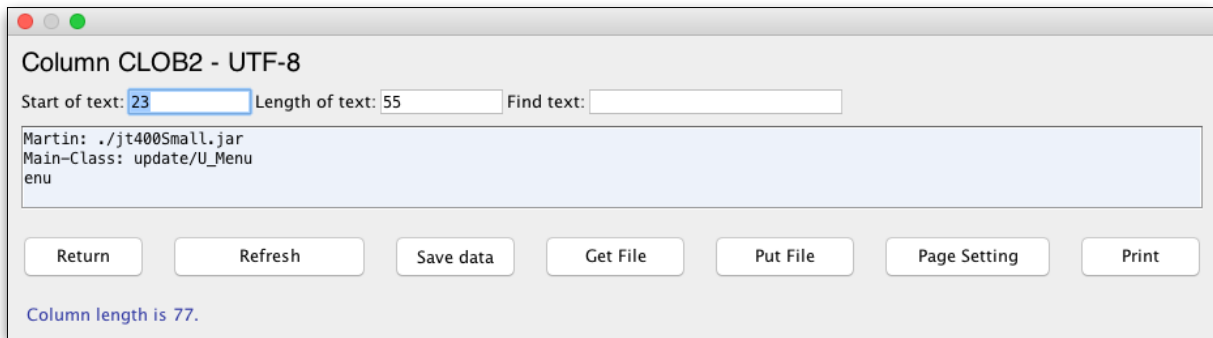 Column CLOB2 - UTF-8
Start of text: 23 Length of text: 55 Find text:
Martin: ./jt400Small.jar
Main-Class: update/U_Menu
enu
Return Refresh Save data Get File Put File Page Setting Print
Column length is 77.